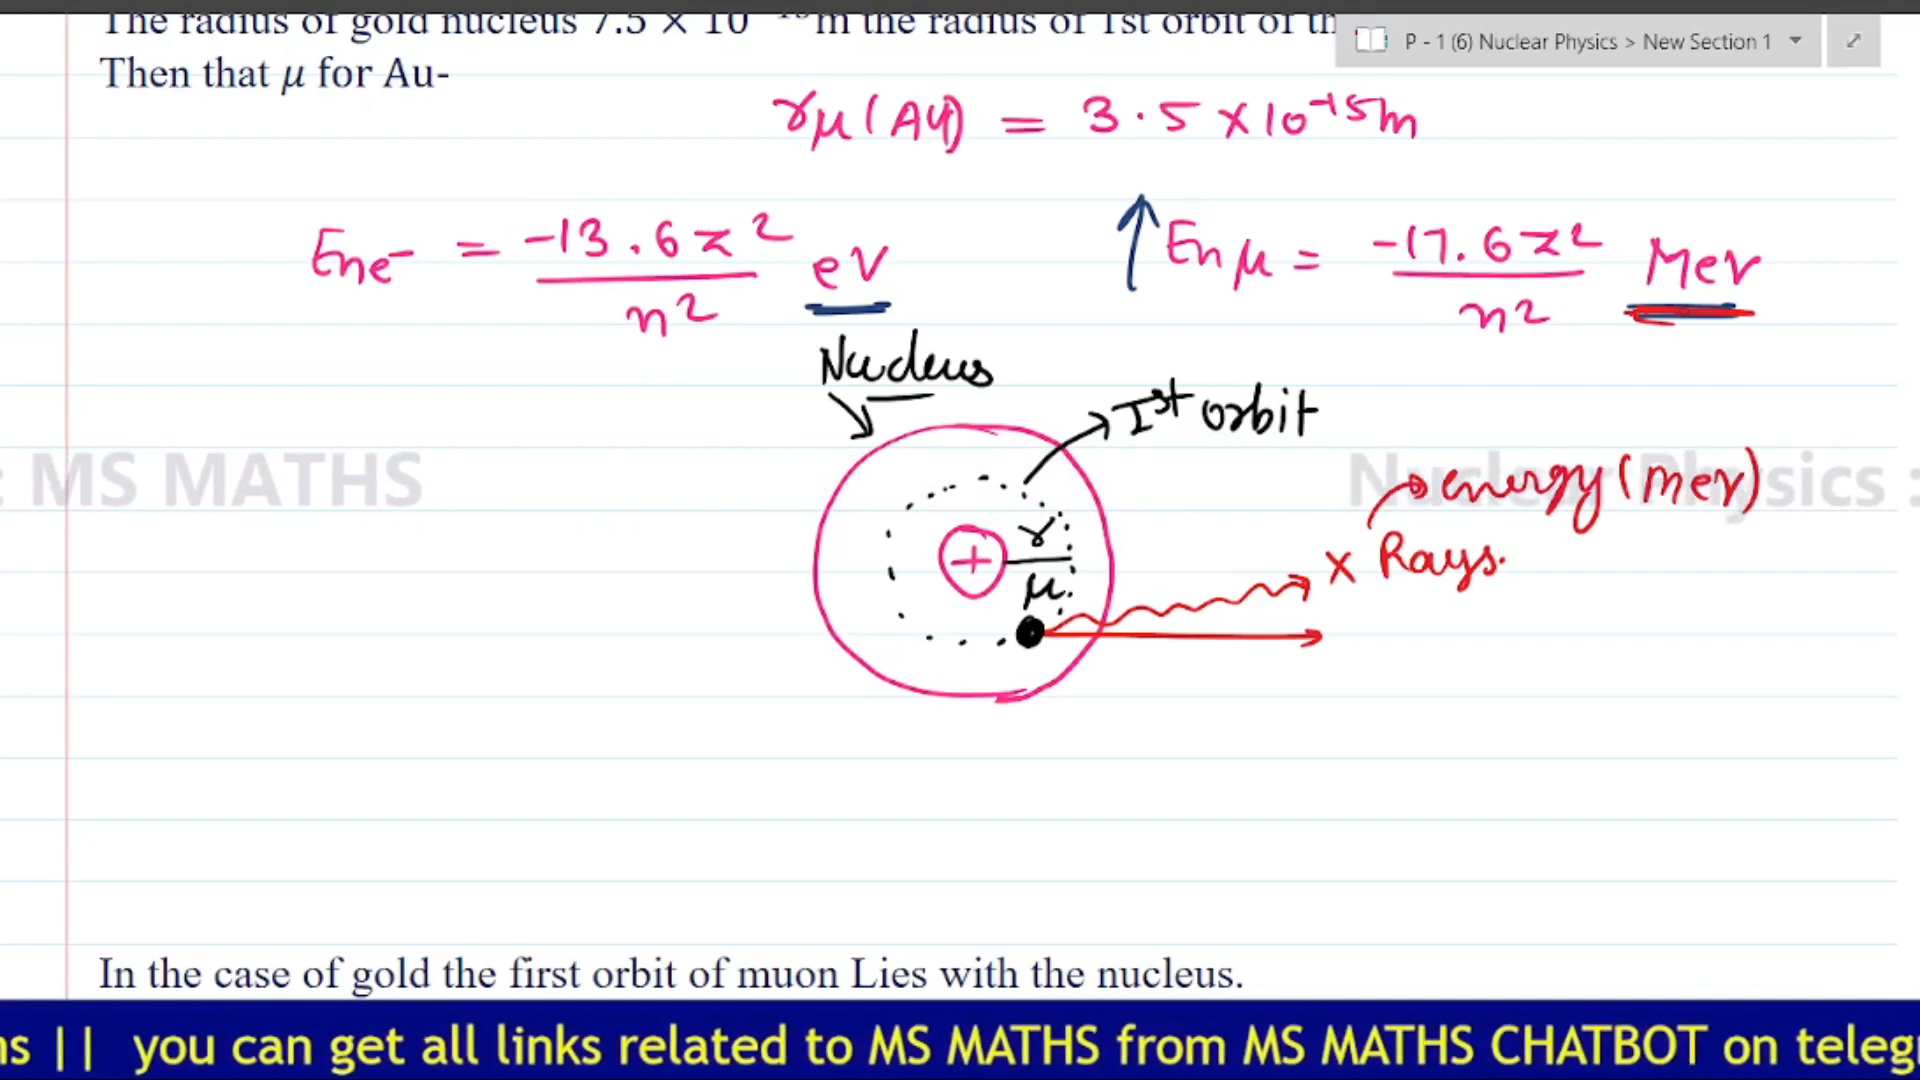 The radius of gold nucleus 7.5 × 10⁻¹⁵m the radius of 1st orbit of th
P - 1 (6) Nuclear Physics > New Section 1
Then that μ for Au-
rμ(Au) = 3.5 × 10⁻¹⁵m
Ene⁻ = -13.6z²/n² eV
Enμ = -17.6z²/n² Mev
Nucleus
Ist orbit
: MS MATHS
Nuclear Physics :
energy (Mev)
r
+
μ
x Rays.
In the case of gold the first orbit of muon Lies with the nucleus.
hs || you can get all links related to MS MATHS from MS MATHS CHATBOT on telegr